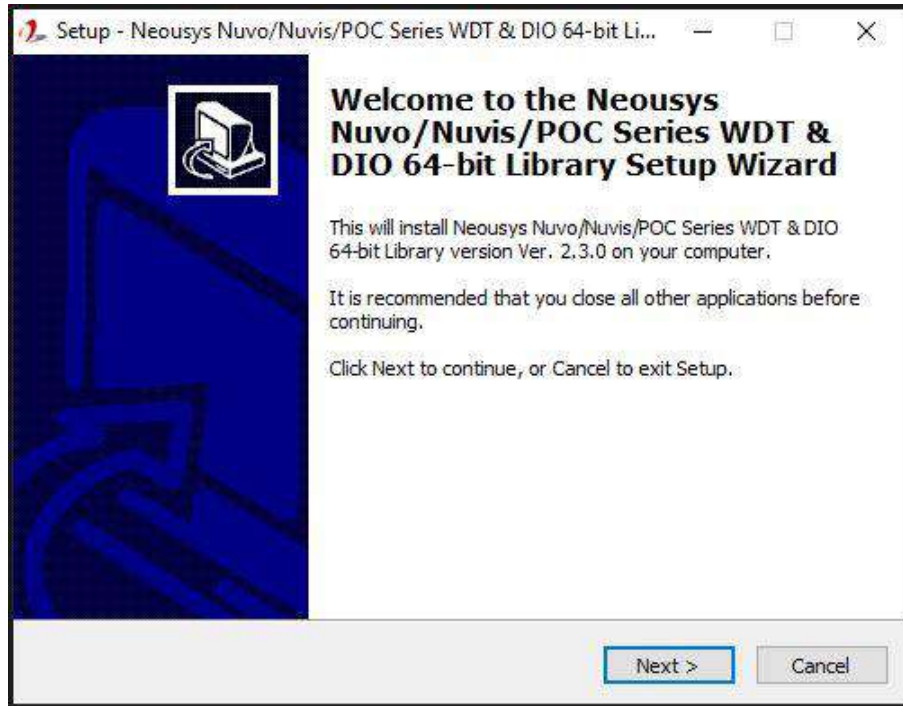 Setup - Neousys Nuvo/Nuvis/POC Series WDT & DIO 64-bit Li...
Welcome to the Neousys
Nuvo/Nuvis/POC Series WDT &
DIO 64-bit Library Setup Wizard
This will install Neousys Nuvo/Nuvis/POC Series WDT & DIO
64-bit Library version Ver. 2.3.0 on your computer.
It is recommended that you close all other applications before
continuing.
Click Next to continue, or Cancel to exit Setup.
Next >
Cancel